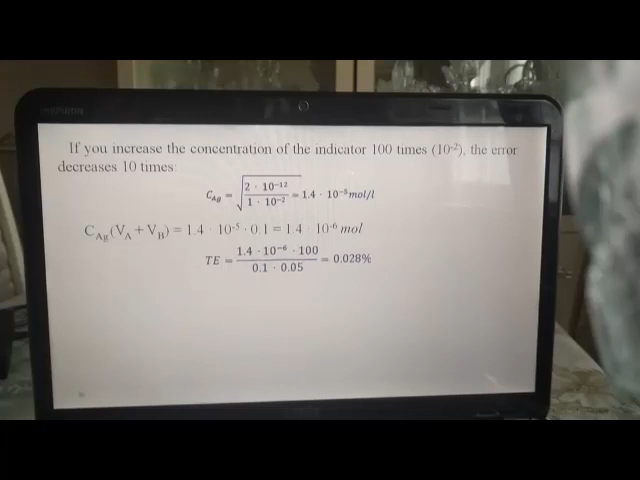 If you increase the concentration of the indicator 100 times (10⁻²), the error
decreases 10 times:
C_Ag = √(2 · 10⁻¹² / 1 · 10⁻²) = 1.4 · 10⁻⁵ mol/l
C_Ag(V_A + V_B) = 1.4 · 10⁻⁵ · 0.1 = 1.4 · 10⁻⁶ mol
TE = (1.4 · 10⁻⁶ · 100) / (0.1 · 0.05) = 0.028%